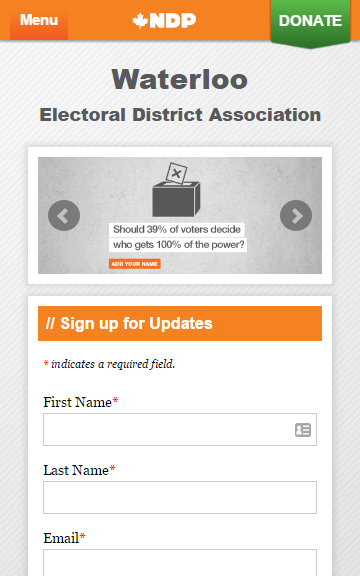 Menu
NDP
DONATE
Waterloo
Electoral District Association
Should 39% of voters decide
who gets 100% of the power?
ADD YOUR NAME
// Sign up for Updates
* indicates a required field.
First Name*
Last Name*
Email*